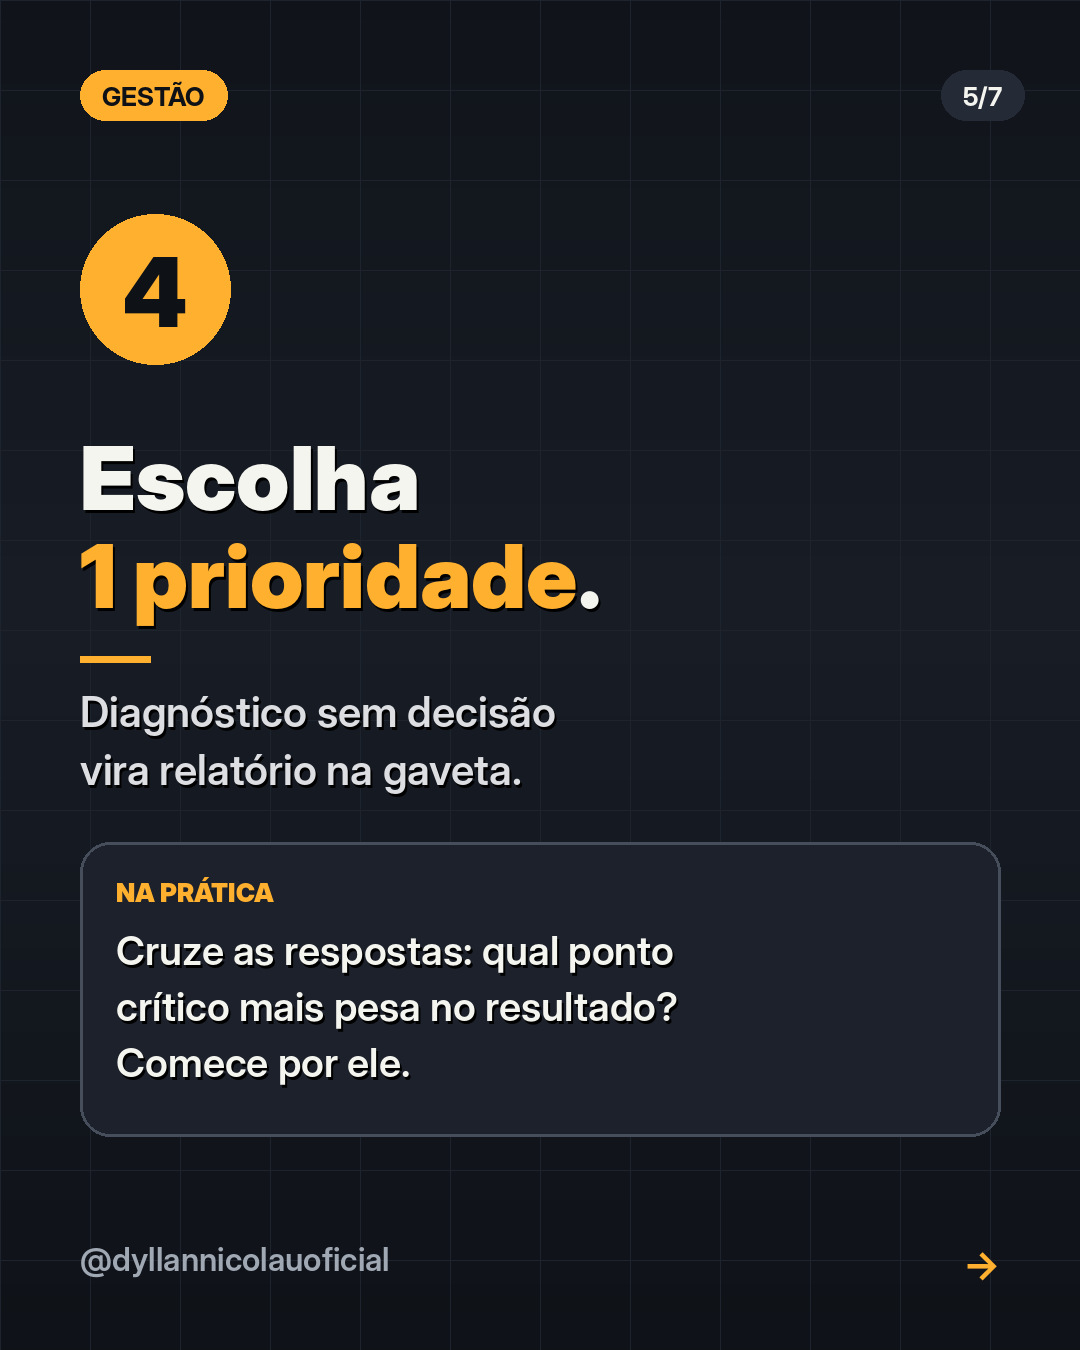 GESTÃO
5/7
4
Escolha
1 prioridade.
Diagnóstico sem decisão
vira relatório na gaveta.
NA PRÁTICA
Cruze as respostas: qual ponto
crítico mais pesa no resultado?
Comece por ele.
@dyllannicolauoficial
→